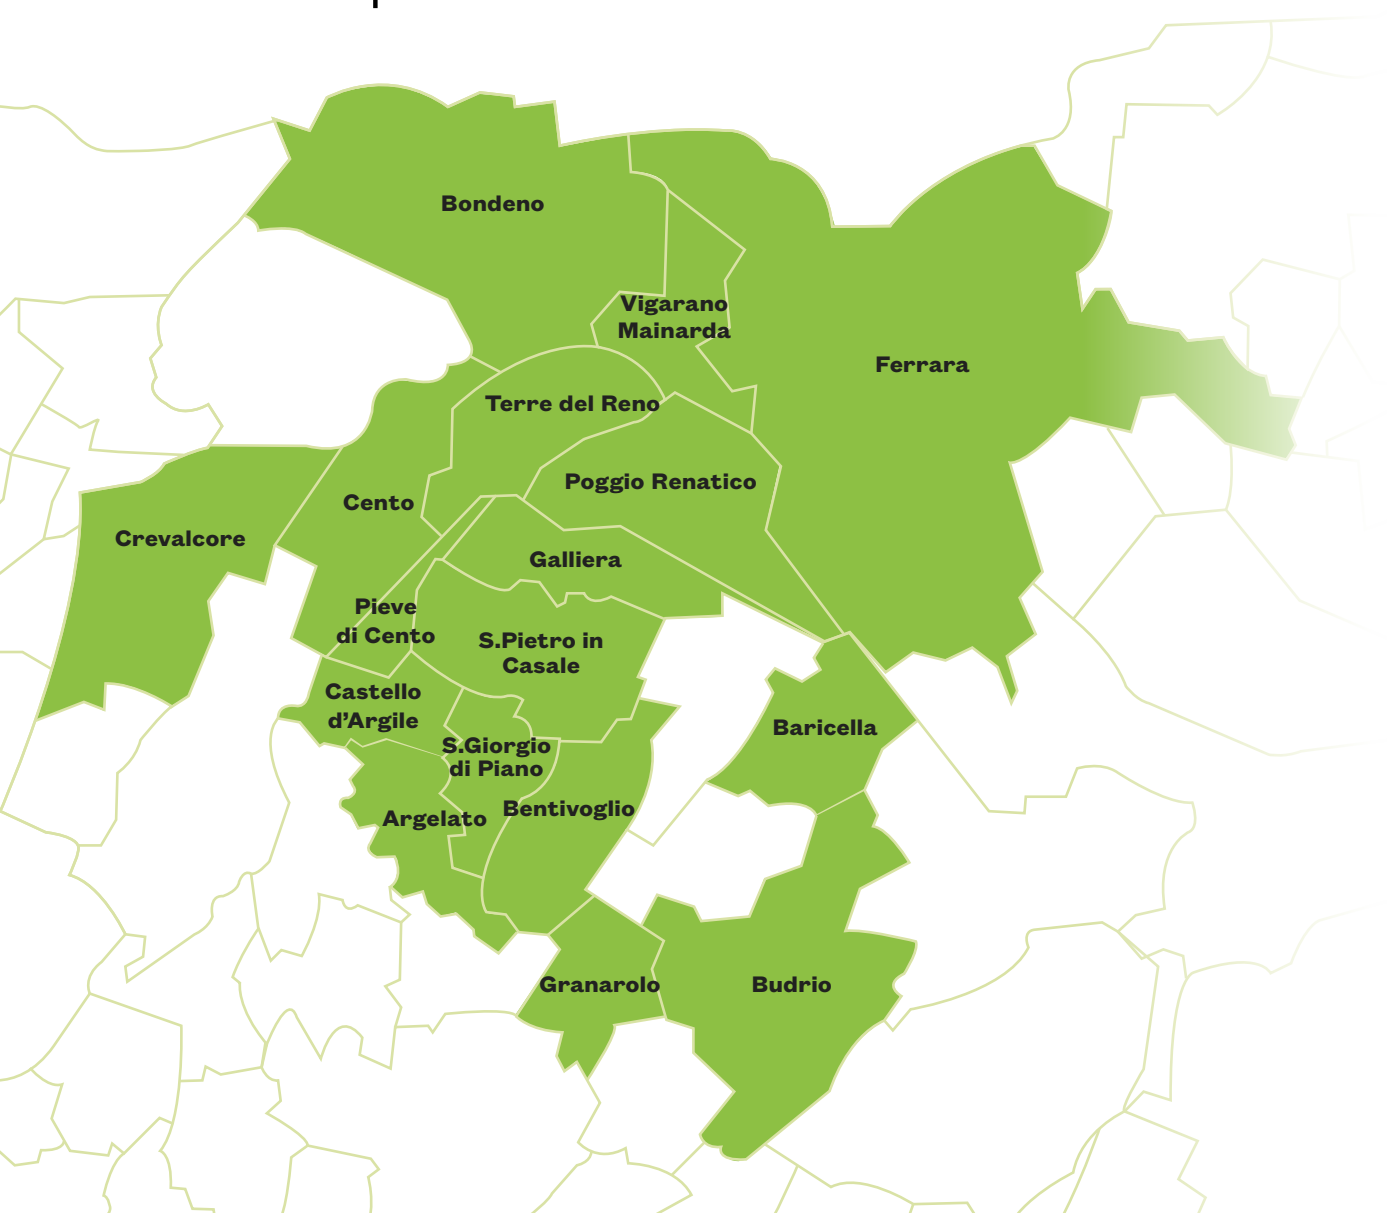 Bondeno
Vigarano
Mainarda
Ferrara
Terre del Reno
Poggio Renatico
Cento
Crevalcore
Galliera
Pieve
di Cento
S.Pietro in
Casale
Castello
d’Argile
Baricella
S.Giorgio
di Piano
Bentivoglio
Argelato
Granarolo
Budrio